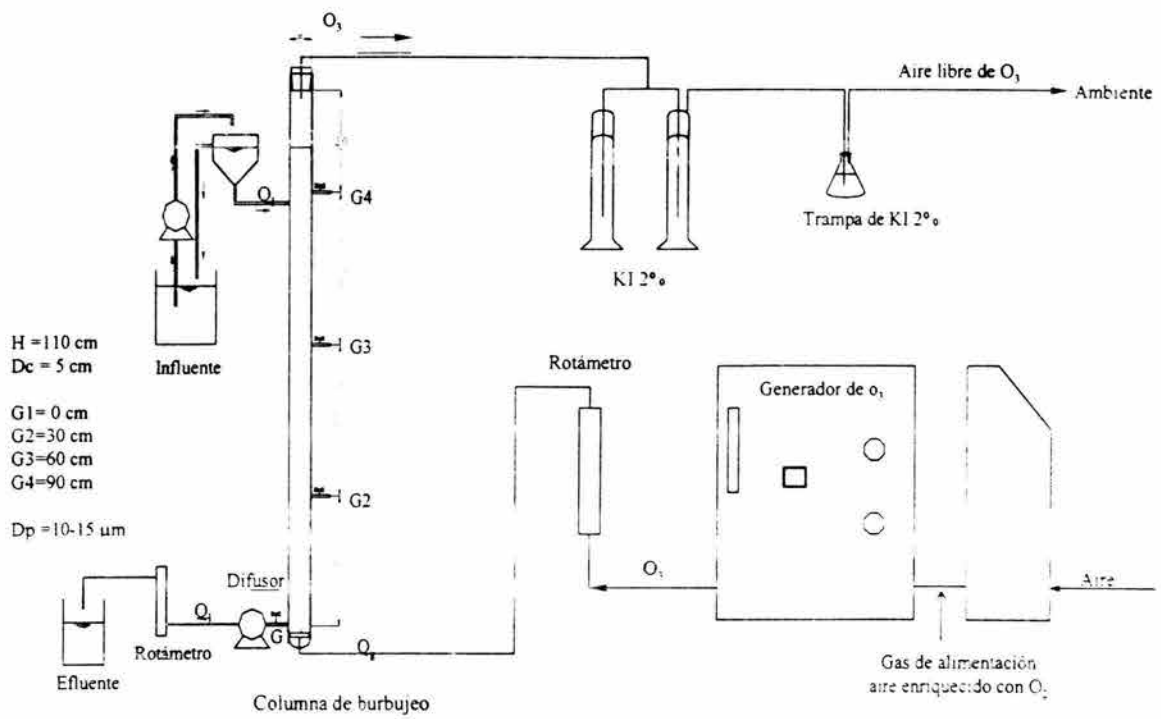 O₃
Aire libre de O₃
Ambiente
Q
G4
Trampa de KI 2%
KI 2%
H =110 cm
Dc = 5 cm
Influente
G3
Rotámetro
Generador de o₃
G1= 0 cm
G2=30 cm
G3=60 cm
G4=90 cm
G2
Dp =10-15 µm
Difusor
O₃
Aire
Q
G
Rotámetro
Q
Efluente
Gas de alimentación
aire enriquecido con O₂
Columna de burbujeo